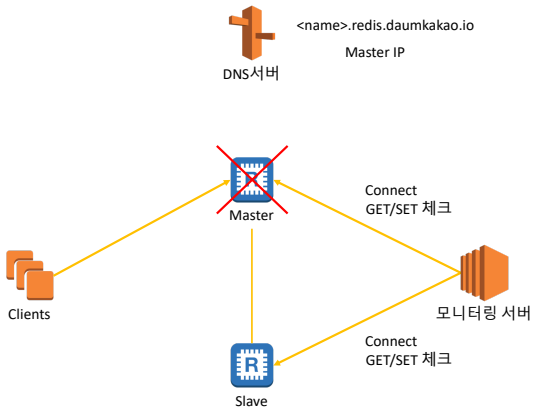 <name>.redis.daumkakao.io
Master IP
DNS서버
R
Master
Connect
GET/SET 체크
Clients
모니터링 서버
Connect
GET/SET 체크
R
Slave